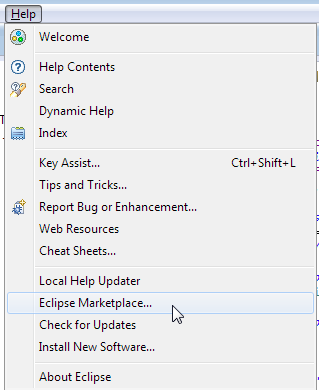 Help
Welcome
Help Contents
Search
Dynamic Help
Index
Key Assist... Ctrl+Shift+L
Tips and Tricks...
Report Bug or Enhancement...
Web Resources
Cheat Sheets...
Local Help Updater
Eclipse Marketplace...
Check for Updates
Install New Software...
About Eclipse